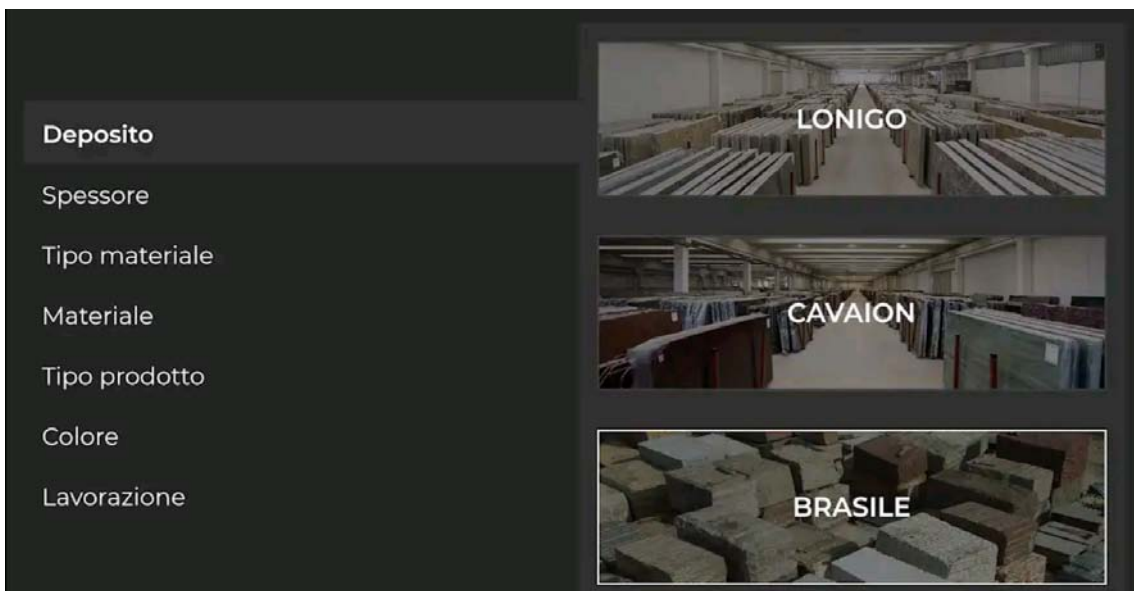 Deposito
Spessore
Tipo materiale
Materiale
Tipo prodotto
Colore
Lavorazione
LONIGO
CAVAION
BRASILE